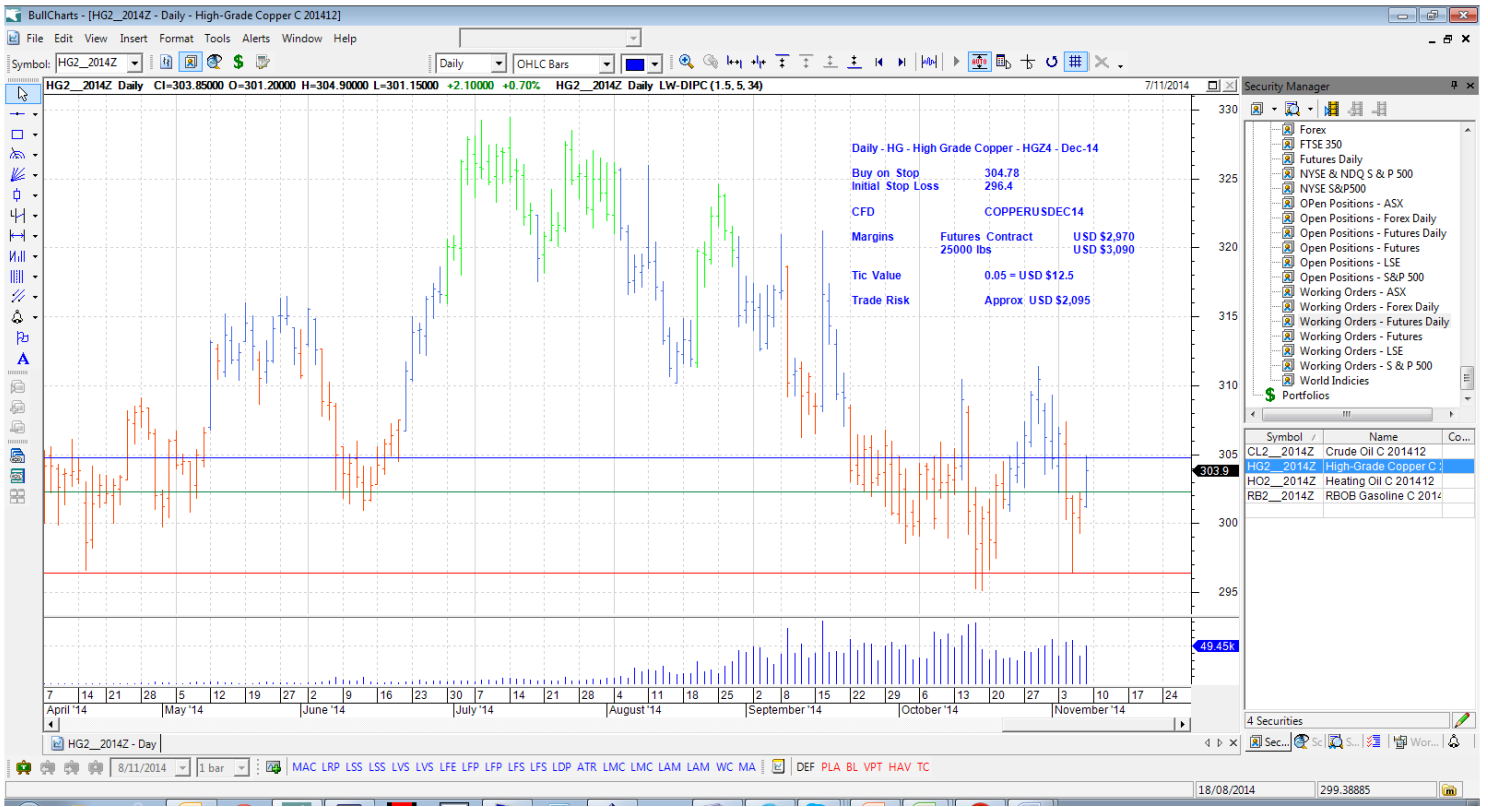 BullCharts - [HG2__2014Z - Daily - High-Grade Copper C 201412]
File Edit View Insert Format Tools Alerts Window Help
Symbol: HG2__2014Z Daily OHLC Bars
HG2__2014Z Daily Cl=303.85000 O=301.20000 H=304.90000 L=301.15000 +2.10000 +0.70% HG2__2014Z Daily LW-DIPC (1.5, 5, 34) 7/11/2014
Daily - HG - High Grade Copper - HGZ4 - Dec-14
Buy on Stop 304.78
Initial Stop Loss 296.4
CFD COPPERUSDEC14
Margins Futures Contract USD $2,970
25000 lbs USD $3,090
Tic Value 0.05 = USD $12.5
Trade Risk Approx USD $2,095
330
325
320
315
310
305
303.9
300
295
49.45k
7 14 21 28 5 12 19 27 2 9 16 23 30 7 14 21 28 4 11 18 25 2 8 15 22 29 6 13 20 27 3 10 17 24
April '14 May '14 June '14 July '14 August '14 September '14 October '14 November '14
HG2__2014Z - Day
8/11/2014 1 bar MAC LRP LSS LSS LVS LVS LFE LFP LFP LFS LFS LDP ATR LMC LMC LAM LAM WC MA DEF PLA BL VPT HAV TC
Security Manager
Forex
FTSE 350
Futures Daily
NYSE & NDQ S & P 500
NYSE S&P500
OPen Positions - ASX
Open Positions - Forex Daily
Open Positions - Futures Daily
Open Positions - Futures
Open Positions - LSE
Open Positions - S&P 500
Working Orders - ASX
Working Orders - Forex Daily
Working Orders - Futures Daily
Working Orders - Futures
Working Orders - LSE
Working Orders - S & P 500
World Indicies
Portfolios
Symbol Name Co...
CL2__2014Z Crude Oil C 201412
HG2__2014Z High-Grade Copper C
HO2__2014Z Heating Oil C 201412
RB2__2014Z RBOB Gasoline C 2014
4 Securities
Sec... Sc S... Wor...
18/08/2014 299.38885